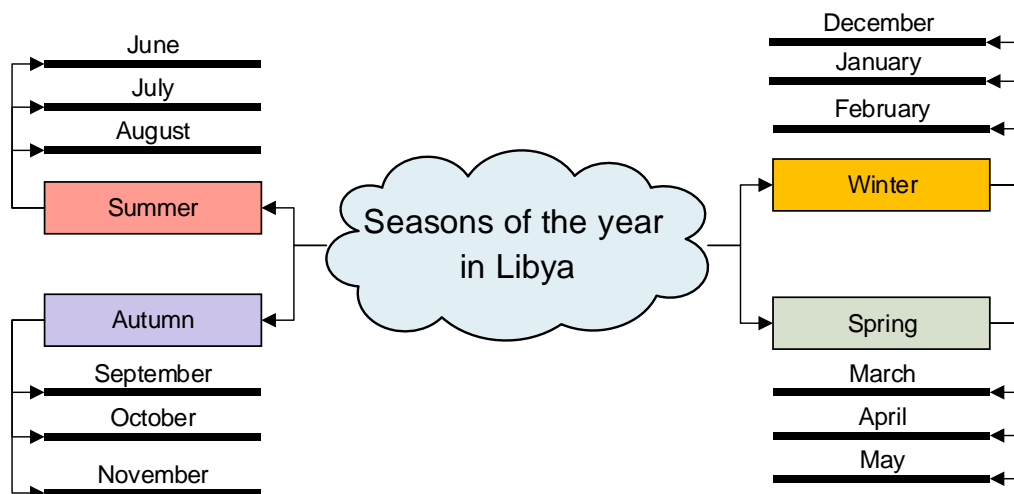 June
July
August
Summer
Autumn
September
October
November
Seasons of the year
in Libya
December
January
February
Winter
Spring
March
April
May